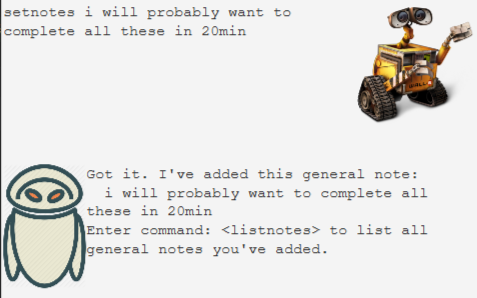 setnotes i will probably want to
complete all these in 20min
WALL·E
Got it. I've added this general note:
i will probably want to complete all
these in 20min
Enter command: <listnotes> to list all
general notes you've added.